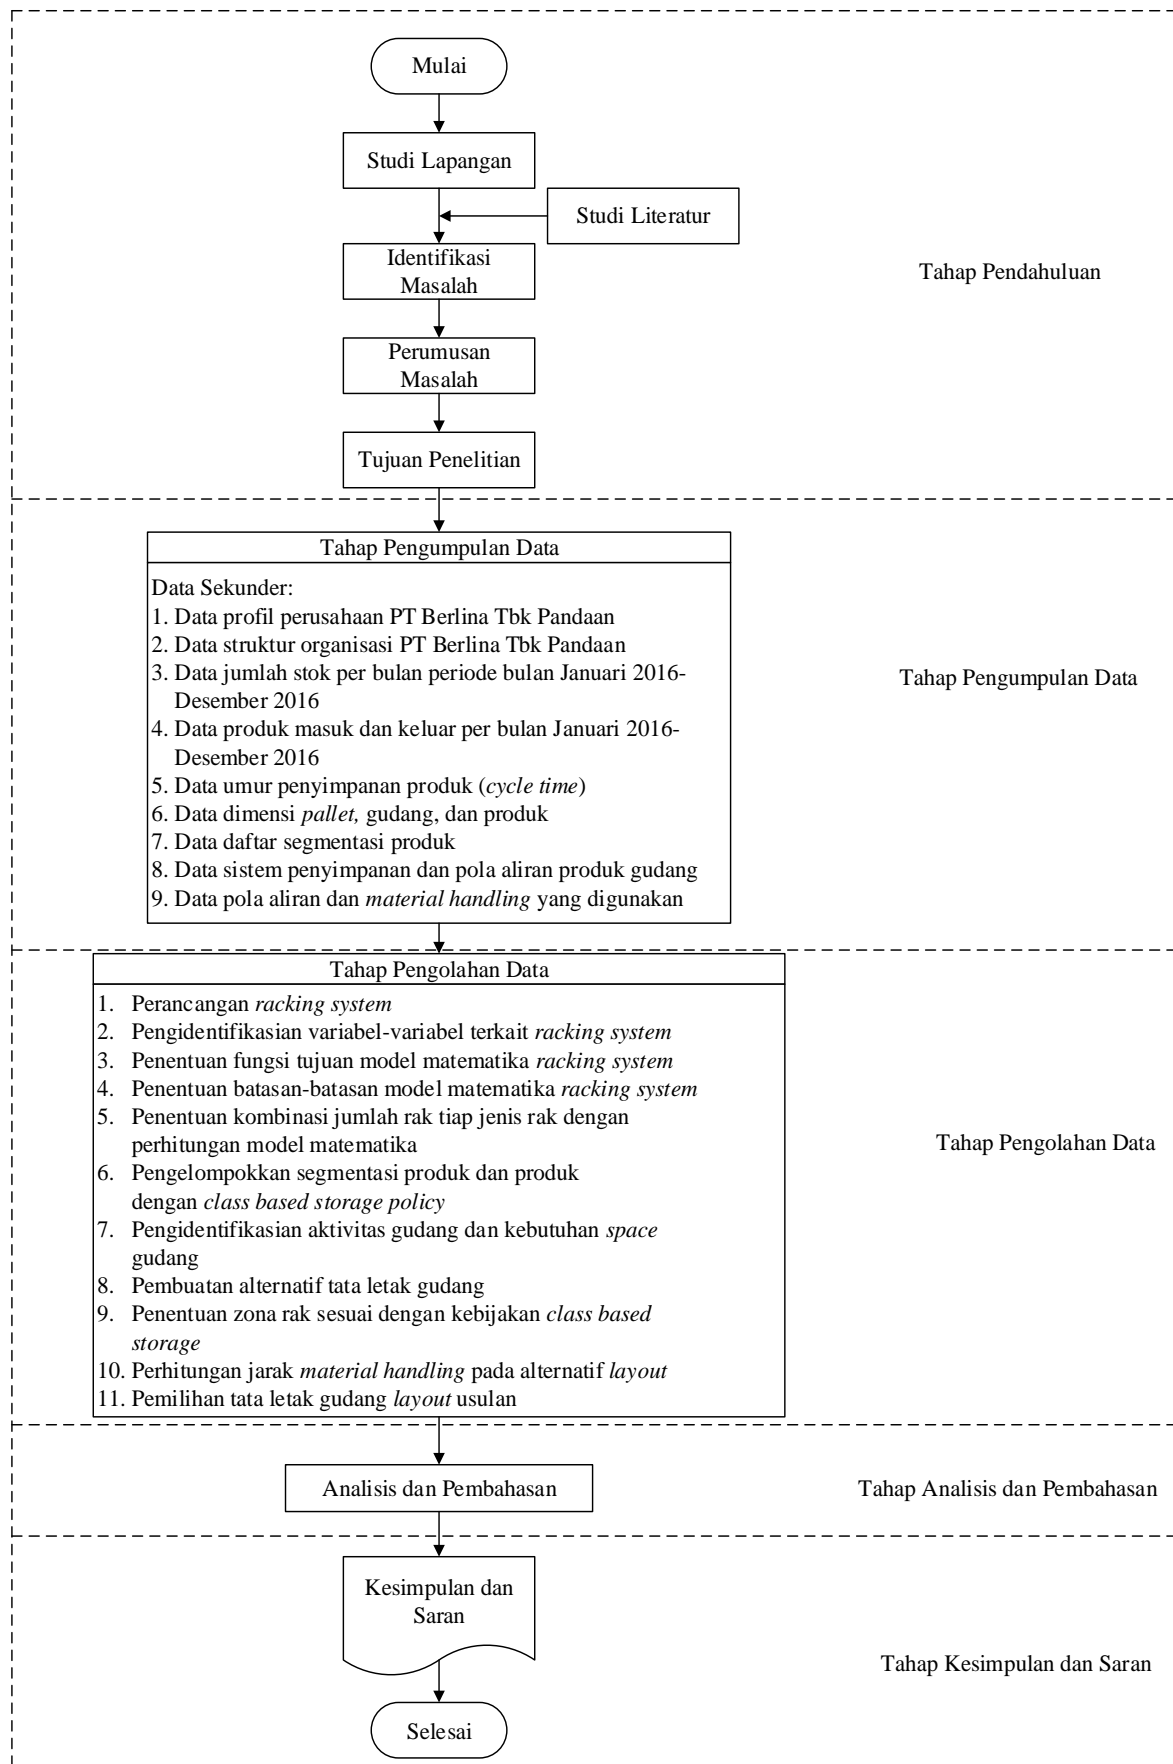 Mulai
Studi Lapangan
Studi Literatur
Identifikasi
Masalah
Tahap Pendahuluan
Perumusan
Masalah
Tujuan Penelitian
Tahap Pengumpulan Data
Data Sekunder:
1. Data profil perusahaan PT Berlina Tbk Pandaan
2. Data struktur organisasi PT Berlina Tbk Pandaan
3. Data jumlah stok per bulan periode bulan Januari 2016-
Desember 2016
4. Data produk masuk dan keluar per bulan Januari 2016-
Desember 2016
5. Data umur penyimpanan produk (cycle time)
6. Data dimensi pallet, gudang, dan produk
7. Data daftar segmentasi produk
8. Data sistem penyimpanan dan pola aliran produk gudang
9. Data pola aliran dan material handling yang digunakan
Tahap Pengumpulan Data
Tahap Pengolahan Data
1. Perancangan racking system
2. Pengidentifikasian variabel-variabel terkait racking system
3. Penentuan fungsi tujuan model matematika racking system
4. Penentuan batasan-batasan model matematika racking system
5. Penentuan kombinasi jumlah rak tiap jenis rak dengan
perhitungan model matematika
6. Pengelompokkan segmentasi produk dan produk
dengan class based storage policy
7. Pengidentifikasian aktivitas gudang dan kebutuhan space
gudang
8. Pembuatan alternatif tata letak gudang
9. Penentuan zona rak sesuai dengan kebijakan class based
storage
10. Perhitungan jarak material handling pada alternatif layout
11. Pemilihan tata letak gudang layout usulan
Tahap Pengolahan Data
Analisis dan Pembahasan
Tahap Analisis dan Pembahasan
Kesimpulan dan
Saran
Tahap Kesimpulan dan Saran
Selesai